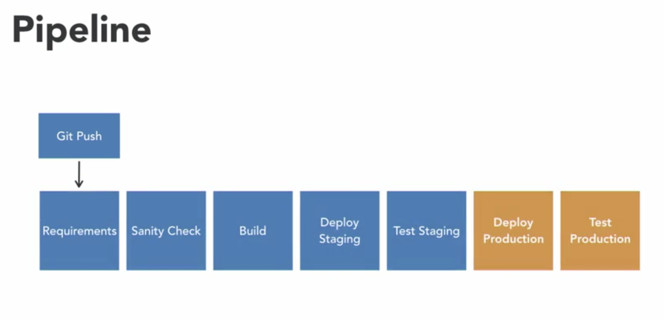 Pipeline
Git Push
Requirements
Sanity Check
Build
Deploy
Staging
Test Staging
Deploy
Production
Test
Production